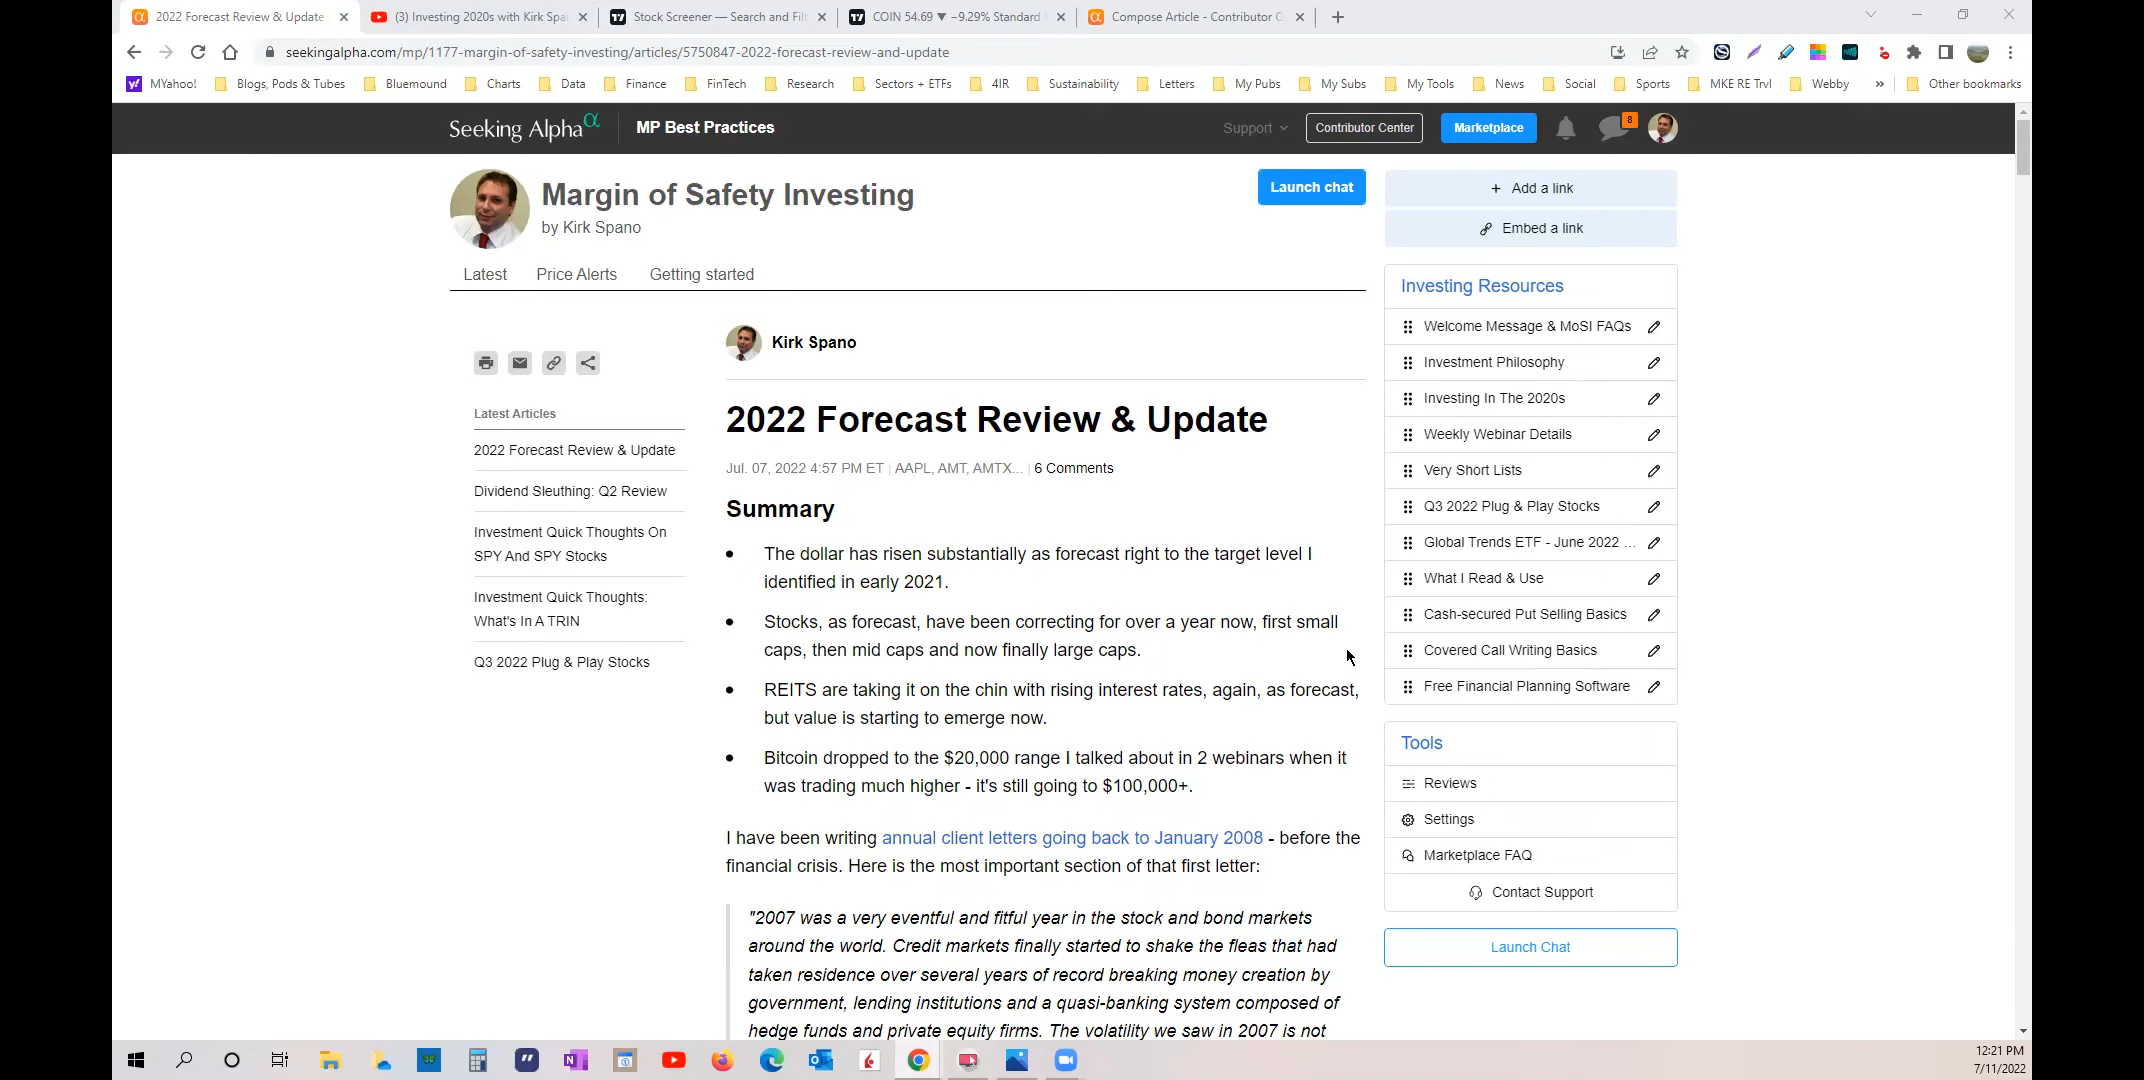 2022 Forecast Review & Update
(3) Investing 2020s with Kirk Spa
Stock Screener — Search and Filt
COIN 54.69 ▼ −9.29% Standard
Compose Article - Contributor C
seekingalpha.com/mp/1177-margin-of-safety-investing/articles/5750847-2022-forecast-review-and-update
MYahoo!
Blogs, Pods & Tubes
Bluemound
Charts
Data
Finance
FinTech
Research
Sectors + ETFs
4IR
Sustainability
Letters
My Pubs
My Subs
My Tools
News
Social
Sports
MKE RE Trvl
Webby
»
Other bookmarks
Seeking Alpha α
MP Best Practices
Support
Contributor Center
Marketplace
8
Margin of Safety Investing
by Kirk Spano
Launch chat
Latest
Price Alerts
Getting started
Latest Articles
2022 Forecast Review & Update
Dividend Sleuthing: Q2 Review
Investment Quick Thoughts On
SPY And SPY Stocks
Investment Quick Thoughts:
What's In A TRIN
Q3 2022 Plug & Play Stocks
Kirk Spano
2022 Forecast Review & Update
Jul. 07, 2022 4:57 PM ET | AAPL, AMT, AMTX... | 6 Comments
Summary
• The dollar has risen substantially as forecast right to the target level I
identified in early 2021.
• Stocks, as forecast, have been correcting for over a year now, first small
caps, then mid caps and now finally large caps.
• REITS are taking it on the chin with rising interest rates, again, as forecast,
but value is starting to emerge now.
• Bitcoin dropped to the $20,000 range I talked about in 2 webinars when it
was trading much higher - it's still going to $100,000+.
I have been writing annual client letters going back to January 2008 - before the
financial crisis. Here is the most important section of that first letter:
"2007 was a very eventful and fitful year in the stock and bond markets
around the world. Credit markets finally started to shake the fleas that had
taken residence over several years of record breaking money creation by
government, lending institutions and a quasi-banking system composed of
hedge funds and private equity firms. The volatility we saw in 2007 is not
+ Add a link
Embed a link
Investing Resources
Welcome Message & MoSI FAQs
Investment Philosophy
Investing In The 2020s
Weekly Webinar Details
Very Short Lists
Q3 2022 Plug & Play Stocks
Global Trends ETF - June 2022 ...
What I Read & Use
Cash-secured Put Selling Basics
Covered Call Writing Basics
Free Financial Planning Software
Tools
Reviews
Settings
Marketplace FAQ
Contact Support
Launch Chat
12:21 PM
7/11/2022